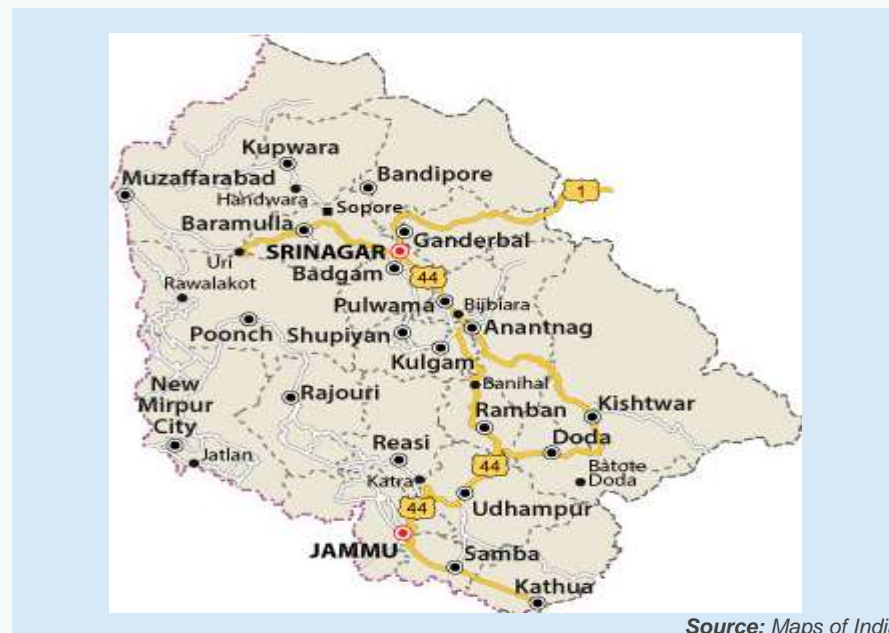 Kupwara
Bandipore
Muzaffarabad
Handwara
Sopore
1
Baramulla
Ganderbal
Uri
SRINAGAR
Badgam
44
Rawalakot
Pulwama
Bijbiara
Poonch
Shupiyan
Anantnag
Kulgam
New
Mirpur
City
Rajouri
Banihal
Kishtwar
Ramban
Reasi
Doda
Jatlan
44
Batote
Doda
Katra
44
Udhampur
JAMMU
Samba
Kathua
Source: Maps of Indi